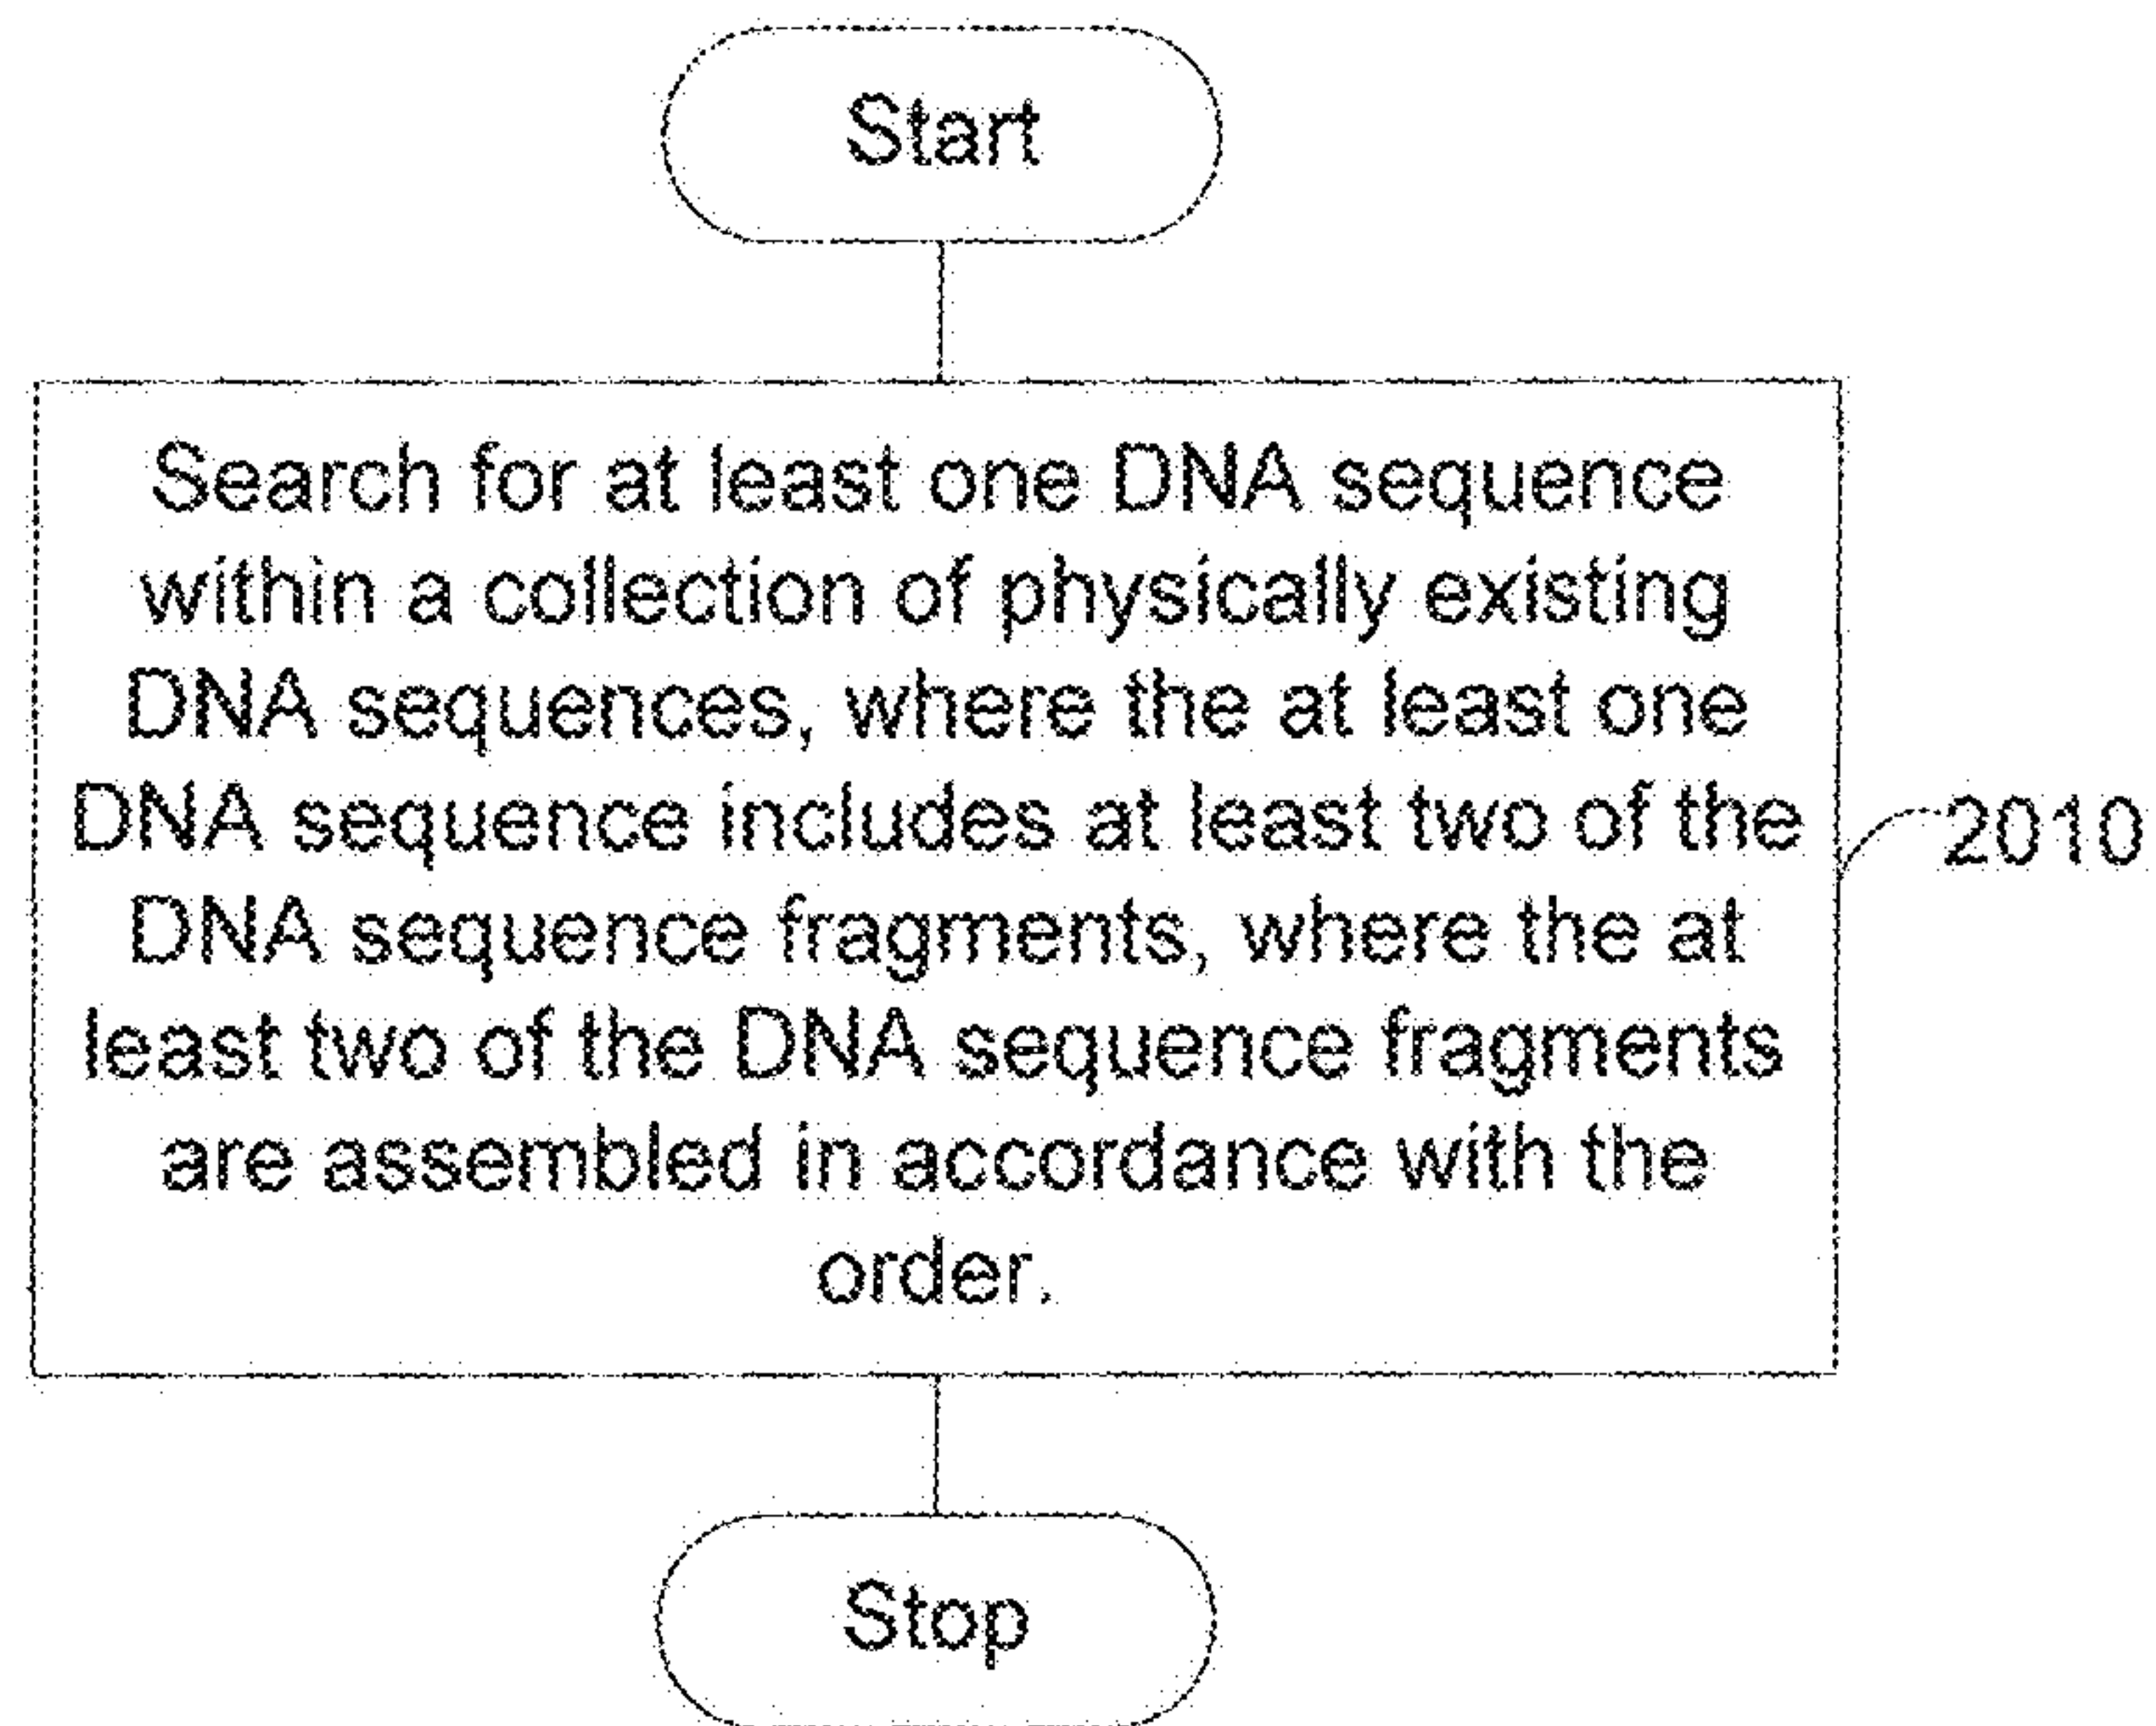 Start
Search for at least one DNA sequence
within a collection of physically existing
DNA sequences, where the at least one
DNA sequence includes at least two of the
DNA sequence fragments, where the at
least two of the DNA sequence fragments
are assembled in accordance with the
order.
2010
Stop